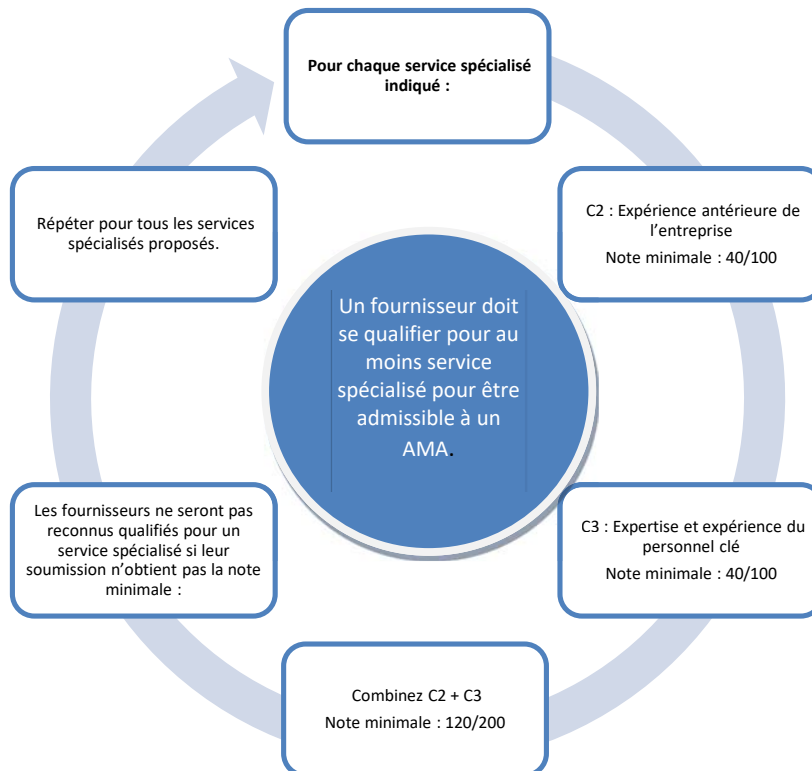 Pour chaque service spécialisé
indiqué :
C2 : Expérience antérieure de
l’entreprise
Note minimale : 40/100
C3 : Expertise et expérience du
personnel clé
Note minimale : 40/100
Combinez C2 + C3
Note minimale : 120/200
Les fournisseurs ne seront pas
reconnus qualifiés pour un
service spécialisé si leur
soumission n’obtient pas la note
minimale :
Répéter pour tous les services
spécialisés proposés.
Un fournisseur doit
se qualifier pour au
moins service
spécialisé pour être
admissible à un
AMA.